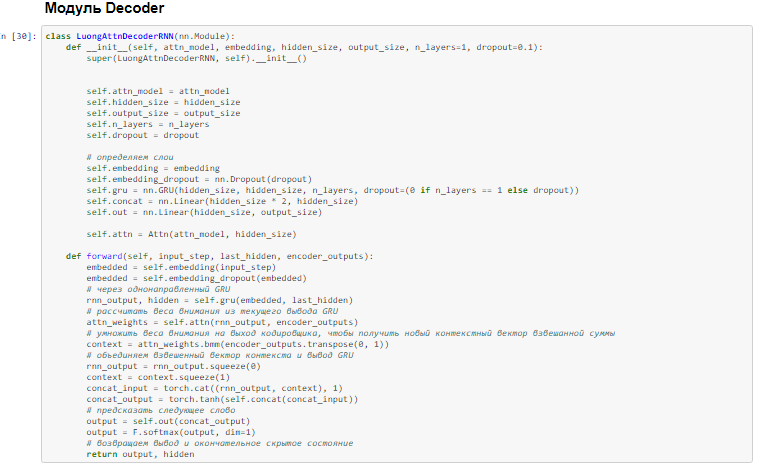 Модуль Decoder
n [30]: class LuongAttnDecoderRNN(nn.Module):
    def __init__(self, attn_model, embedding, hidden_size, output_size, n_layers=1, dropout=0.1):
        super(LuongAttnDecoderRNN, self).__init__()
        self.attn_model = attn_model
        self.hidden_size = hidden_size
        self.output_size = output_size
        self.n_layers = n_layers
        self.dropout = dropout
        # определяем слои
        self.embedding = embedding
        self.embedding_dropout = nn.Dropout(dropout)
        self.gru = nn.GRU(hidden_size, hidden_size, n_layers, dropout=(0 if n_layers == 1 else dropout))
        self.concat = nn.Linear(hidden_size * 2, hidden_size)
        self.out = nn.Linear(hidden_size, output_size)
        self.attn = Attn(attn_model, hidden_size)
    def forward(self, input_step, last_hidden, encoder_outputs):
        embedded = self.embedding(input_step)
        embedded = self.embedding_dropout(embedded)
        # через однонаправленный GRU
        rnn_output, hidden = self.gru(embedded, last_hidden)
        # рассчитать веса внимания из текущего вывода GRU
        attn_weights = self.attn(rnn_output, encoder_outputs)
        # умножить веса внимания на выход кодировщика, чтобы получить новый контекстный вектор взвешанной суммы
        context = attn_weights.bmm(encoder_outputs.transpose(0, 1))
        # объединяем взвешенный вектор контекста и вывод GRU
        rnn_output = rnn_output.squeeze(0)
        context = context.squeeze(1)
        concat_input = torch.cat((rnn_output, context), 1)
        concat_output = torch.tanh(self.concat(concat_input))
        # предсказать следующее слово
        output = self.out(concat_output)
        output = F.softmax(output, dim=1)
        # возвращаем вывод и окончательное скрытое состояние
        return output, hidden